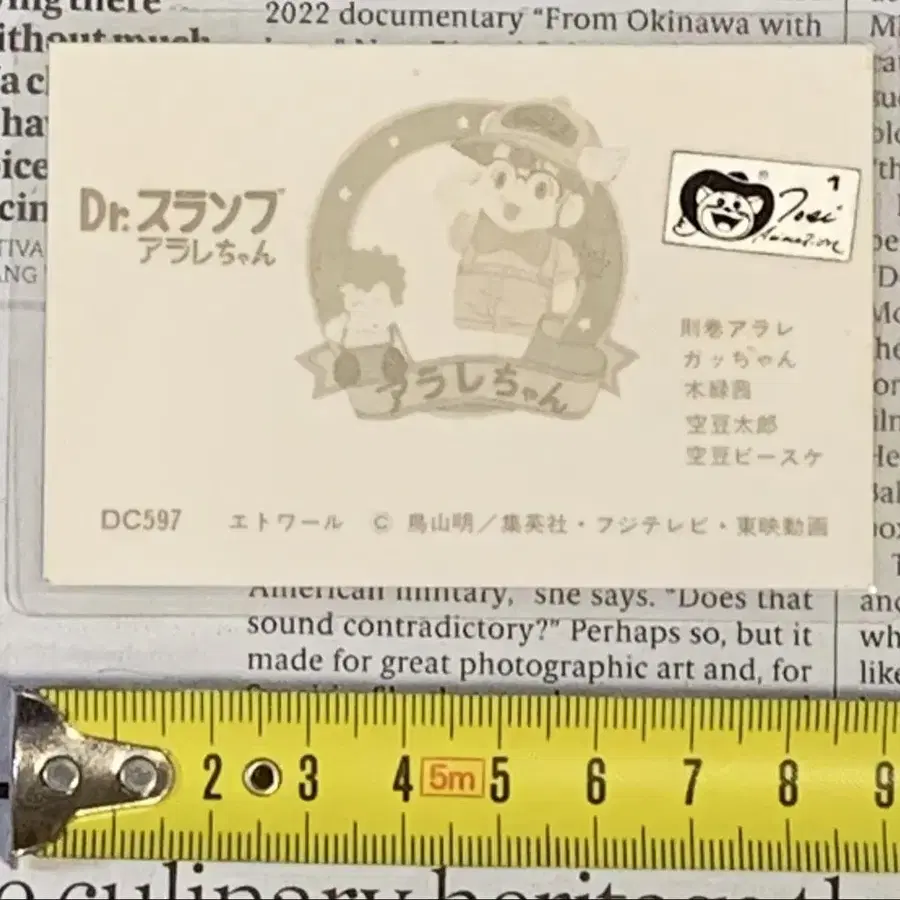 2022 documentary “From Okinawa with
Dr.スランプ
アラレちゃん
アラレちゃん
1
則巻アラレ
ガッちゃん
木緑茜
空豆太郎
空豆ピースケ
DC597 エトワール © 鳥山明／集英社・フジテレビ・東映動画
American military,” she says. “Does that
sound contradictory?” Perhaps so, but it
made for great photographic art and, for
2 3 4 5m 5 6 7 8 9
culinary heritage